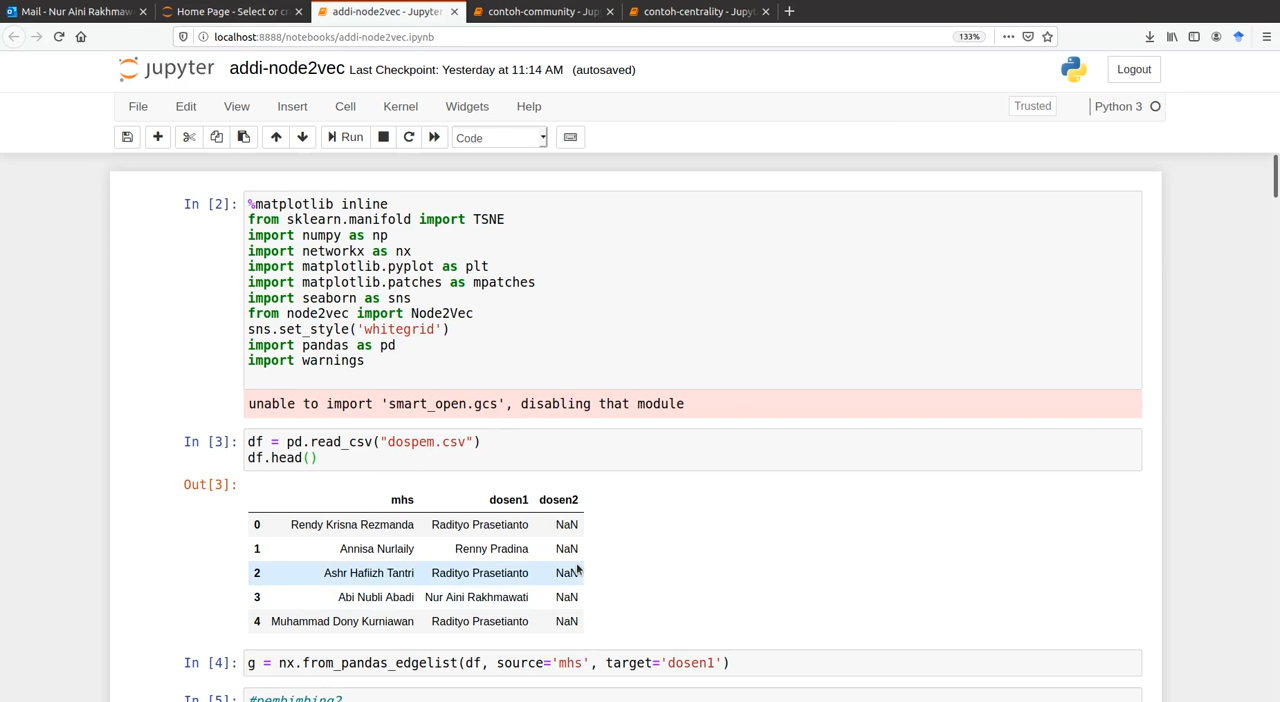 Mail - Nur Aini Rakhmaw
Home Page - Select or cr
addi-node2vec - Jupyter
contoh-community - Jup
contoh-centrality - Jupyt
localhost:8888/notebooks/addi-node2vec.ipynb
133%
jupyter addi-node2vec Last Checkpoint: Yesterday at 11:14 AM (autosaved)
Logout
File Edit View Insert Cell Kernel Widgets Help
Trusted
Python 3
Run
Code
In [2]: %matplotlib inline
from sklearn.manifold import TSNE
import numpy as np
import networkx as nx
import matplotlib.pyplot as plt
import matplotlib.patches as mpatches
import seaborn as sns
from node2vec import Node2Vec
sns.set_style('whitegrid')
import pandas as pd
import warnings
unable to import 'smart_open.gcs', disabling that module
In [3]: df = pd.read_csv("dospem.csv")
df.head()
Out[3]:
mhs dosen1 dosen2
0 Rendy Krisna Rezmanda Radityo Prasetianto NaN
1 Annisa Nurlaily Renny Pradina NaN
2 Ashr Hafiizh Tantri Radityo Prasetianto NaN
3 Abi Nubli Abadi Nur Aini Rakhmawati NaN
4 Muhammad Dony Kurniawan Radityo Prasetianto NaN
In [4]: g = nx.from_pandas_edgelist(df, source='mhs', target='dosen1')
In [5]: #pembimbing2